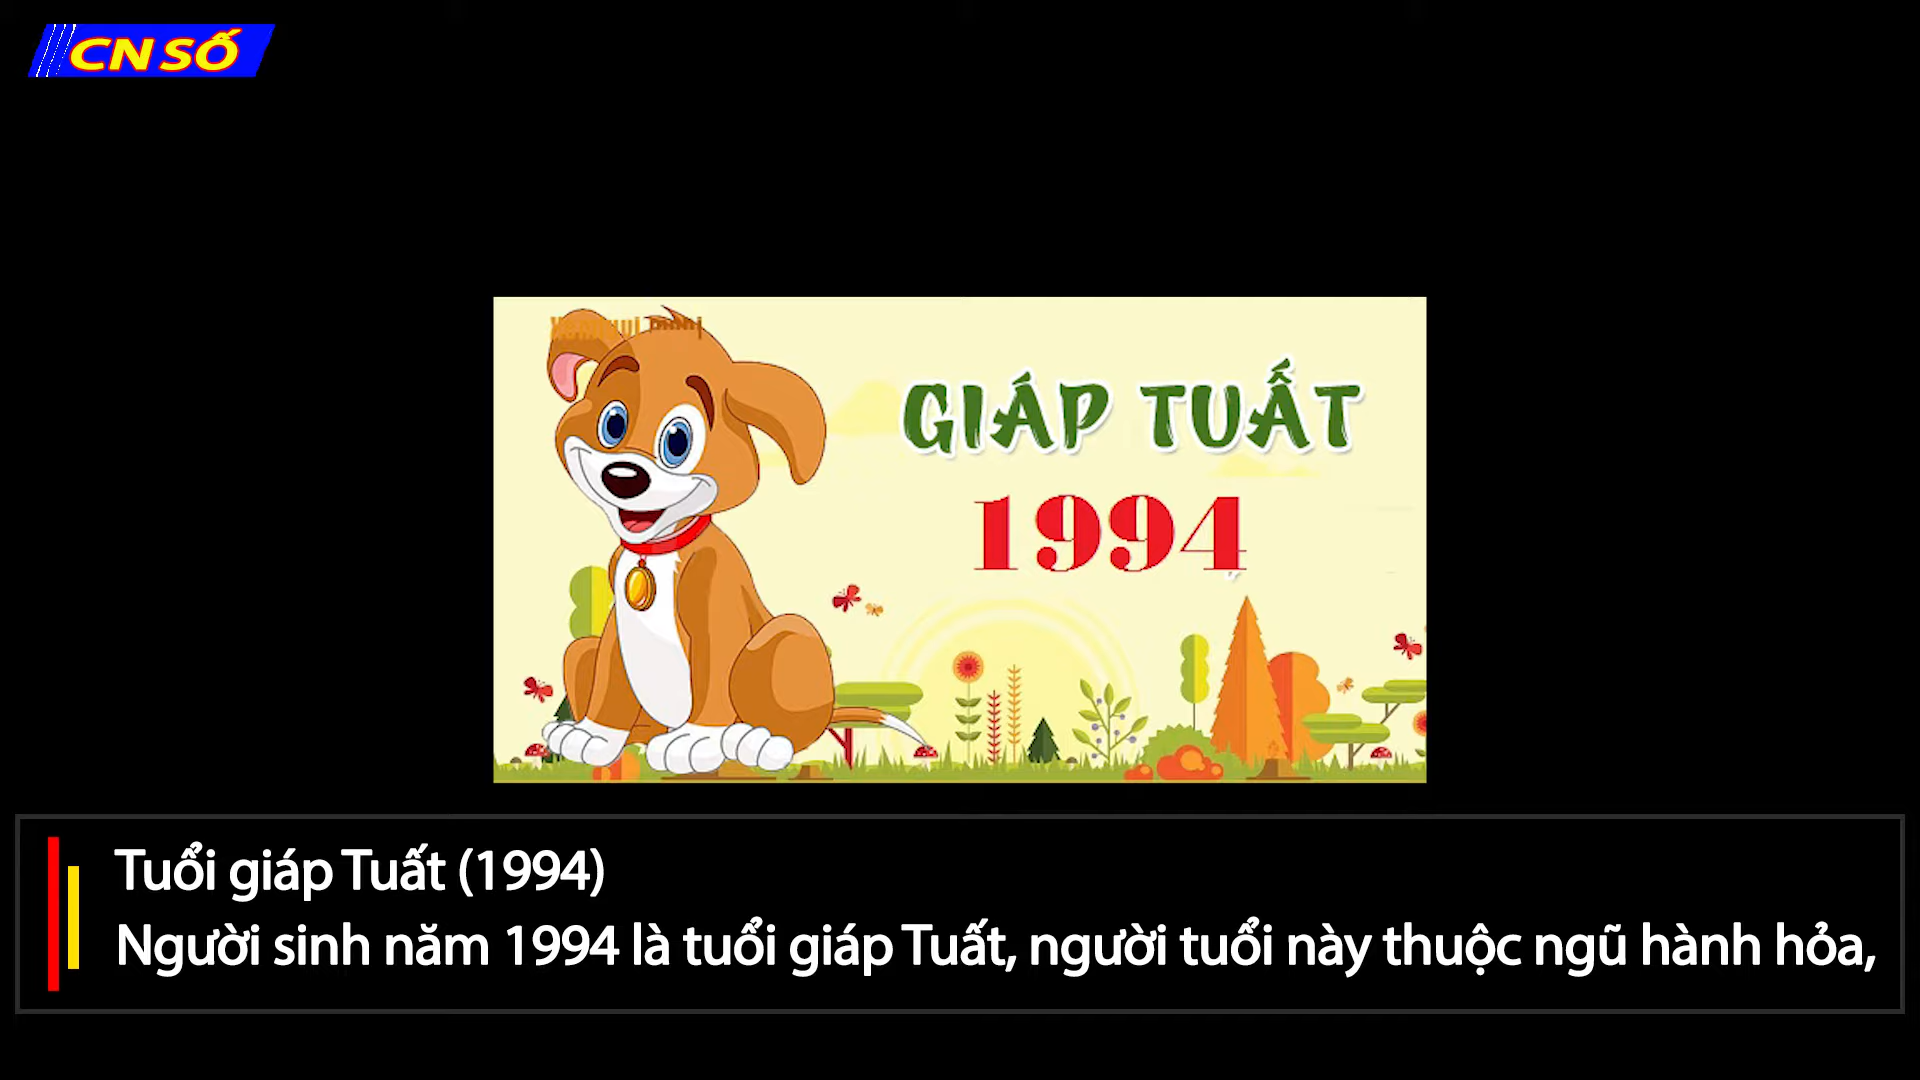 CN SỐ
GIÁP TUẤT
1994
Tuổi giáp Tuất (1994)
Người sinh năm 1994 là tuổi giáp Tuất, người tuổi này thuộc ngũ hành hỏa,